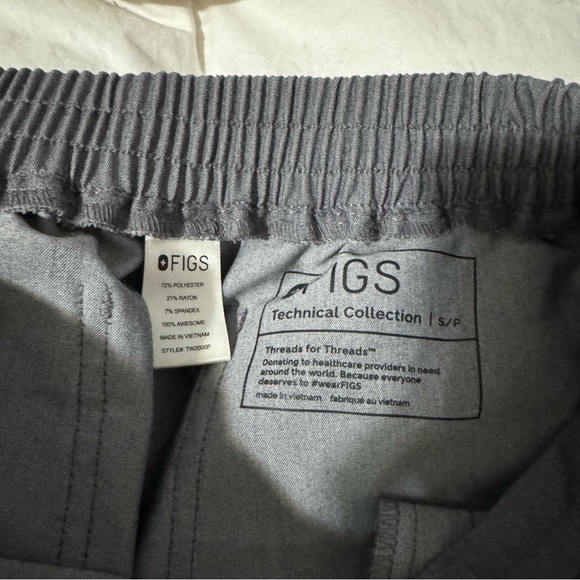 FIGS
72% POLYESTER
21% RAYON
7% SPANDEX
100% AWESOME
MADE IN VIETNAM
STYLE#: TW2000P
IGS
Technical Collection | S/P
Threads for Threads™
Donating to healthcare providers in need
around the world. Because everyone
deserves to #wearFIGS
made in vietnam fabriqué au vietnam